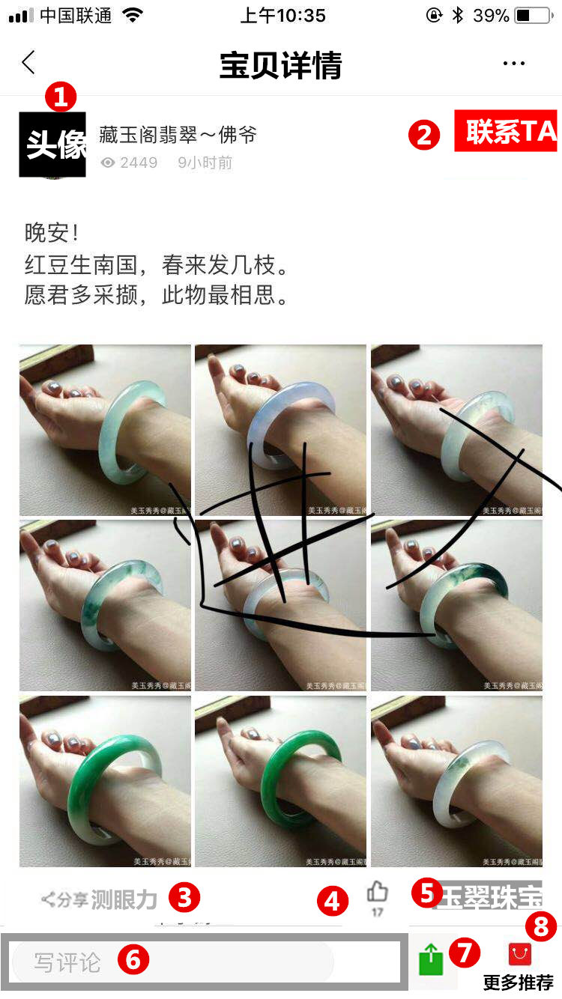 中国联通 上午10:35 39%
宝贝详情
1
头像 藏玉阁翡翠～佛爷 2 联系TA
2449 9小时前
晚安！
红豆生南国，春来发几枝。
愿君多采撷，此物最相思。
美玉秀秀@藏玉阁 美玉秀秀@藏玉阁 美玉秀秀@藏玉阁
美玉秀秀@藏玉阁 美玉秀秀@藏玉阁 美玉秀秀@藏玉阁
美玉秀秀@藏玉阁 美玉秀秀@藏玉阁 美玉秀秀@藏玉阁
分享 测眼力 3 4 17 5 玉翠珠宝
8
写评论 6 7
更多推荐